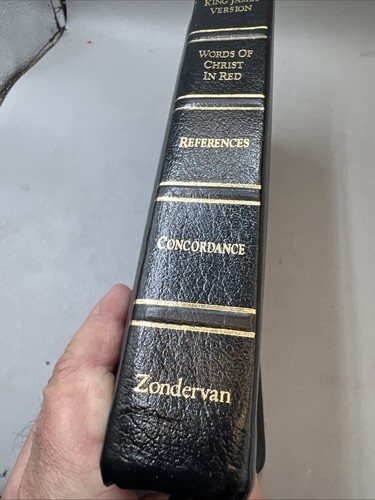 KING JAMES
VERSION
WORDS OF
CHRIST
IN RED
REFERENCES
CONCORDANCE
Zondervan